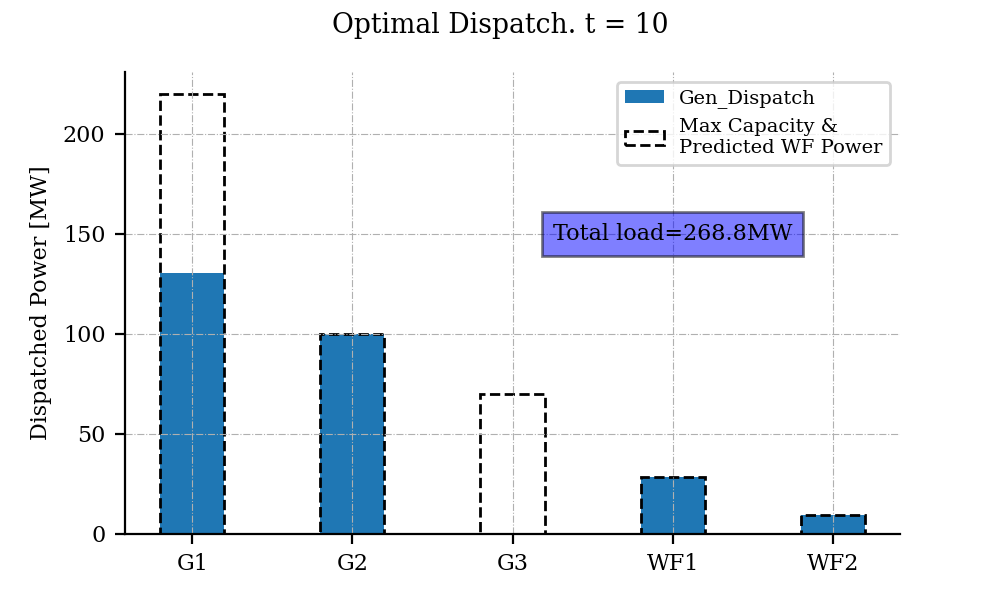 Optimal Dispatch. t = 10
Gen_Dispatch
Max Capacity &
Predicted WF Power
Total load=268.8MW
Dispatched Power [MW]
200
150
100
50
0
G1 G2 G3 WF1 WF2